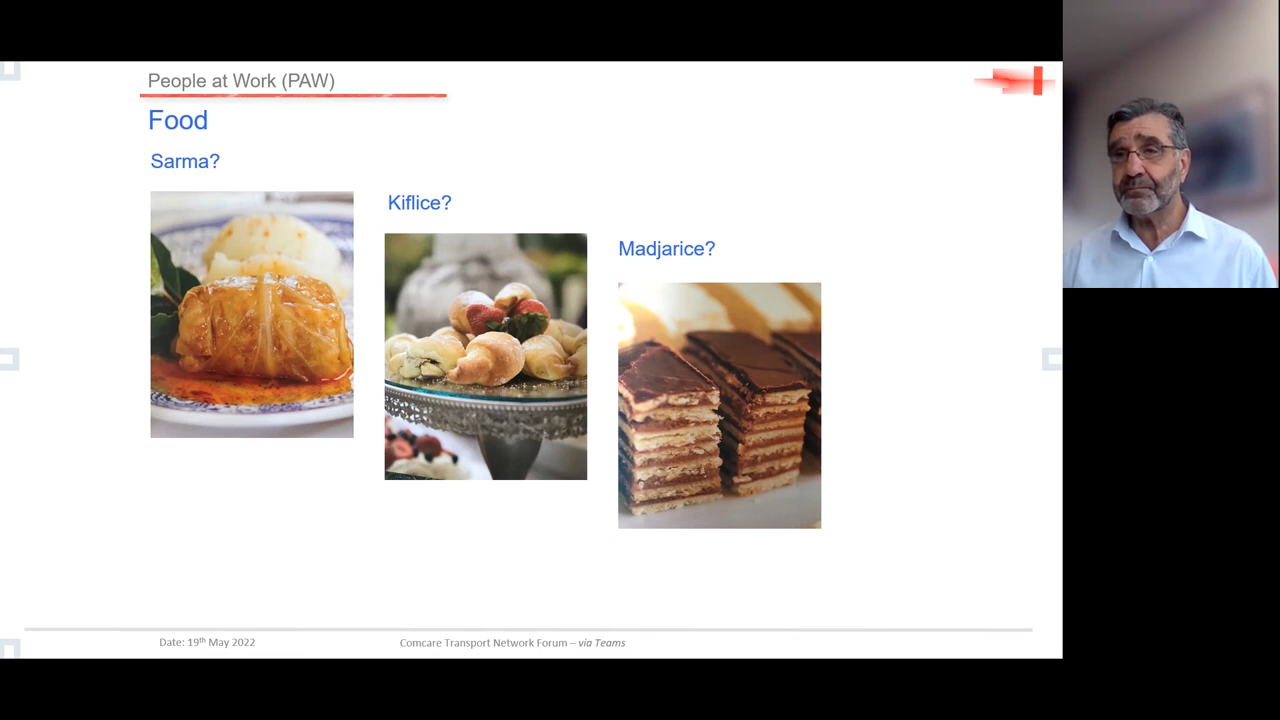 People at Work (PAW)
Food
Sarma?
Kiflice?
Madjarice?
Date: 19th May 2022
Comcare Transport Network Forum – via Teams